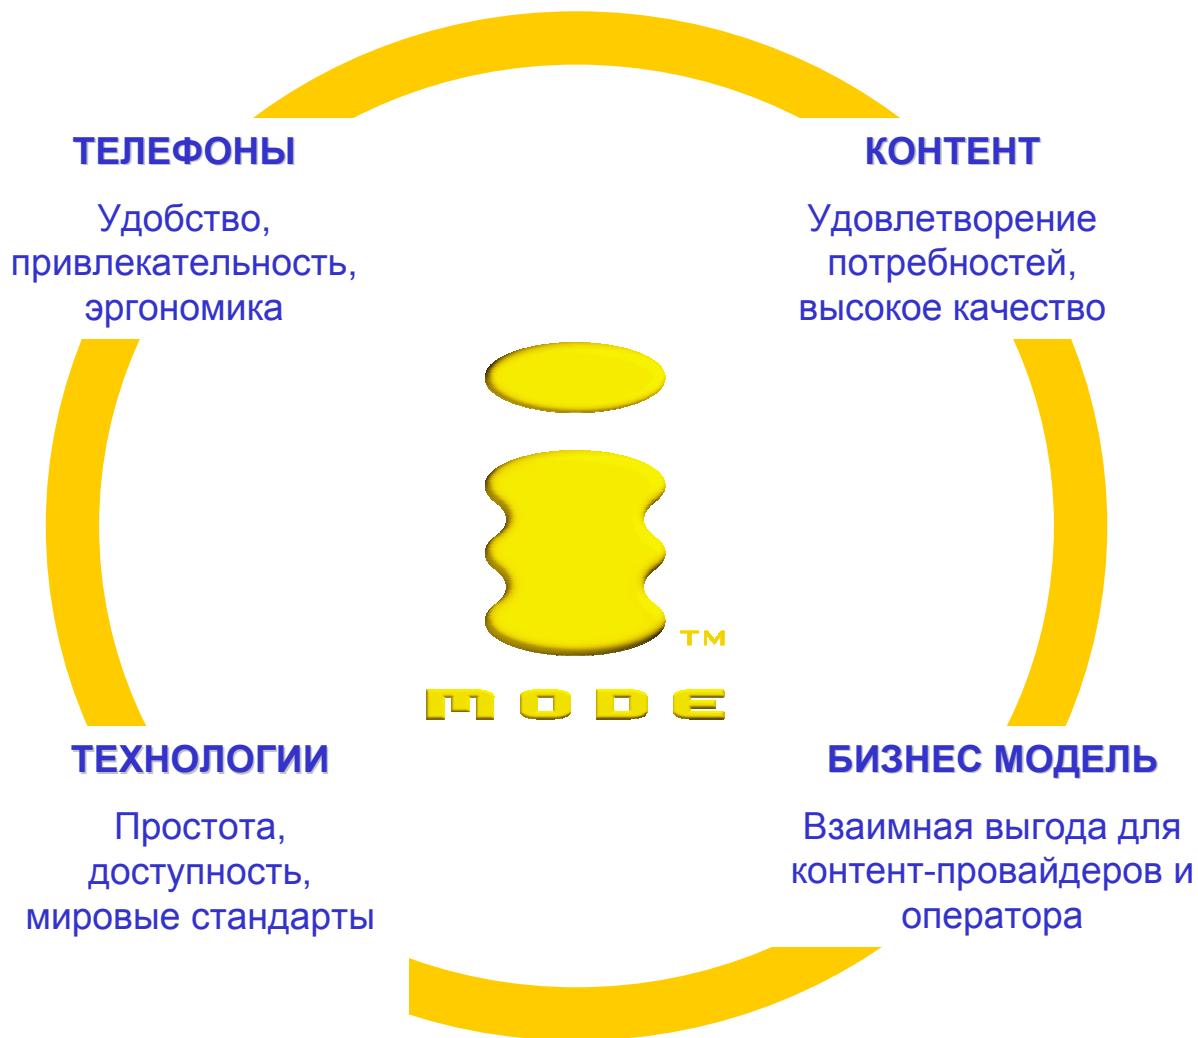 ТЕЛЕФОНЫ
Удобство,
привлекательность,
эргономика
КОНТЕНТ
Удовлетворение
потребностей,
высокое качество
i
TM
MODE
ТЕХНОЛОГИИ
Простота,
доступность,
мировые стандарты
БИЗНЕС МОДЕЛЬ
Взаимная выгода для
контент-провайдеров и
оператора